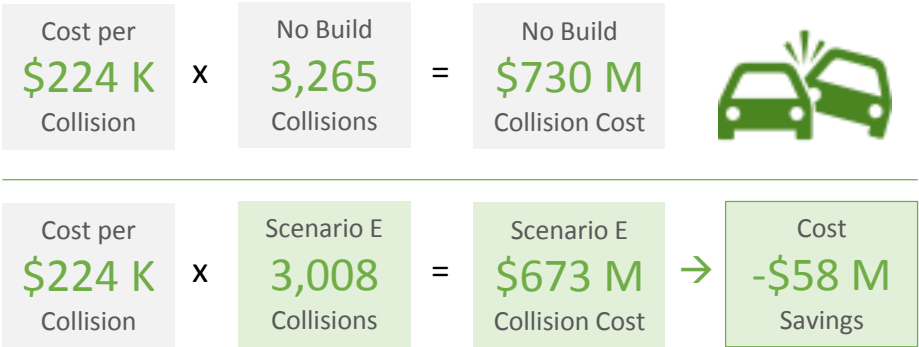 Cost per
$224 K
Collision
x
No Build
3,265
Collisions
=
No Build
$730 M
Collision Cost
Cost per
$224 K
Collision
x
Scenario E
3,008
Collisions
=
Scenario E
$673 M
Collision Cost
→
Cost
-$58 M
Savings